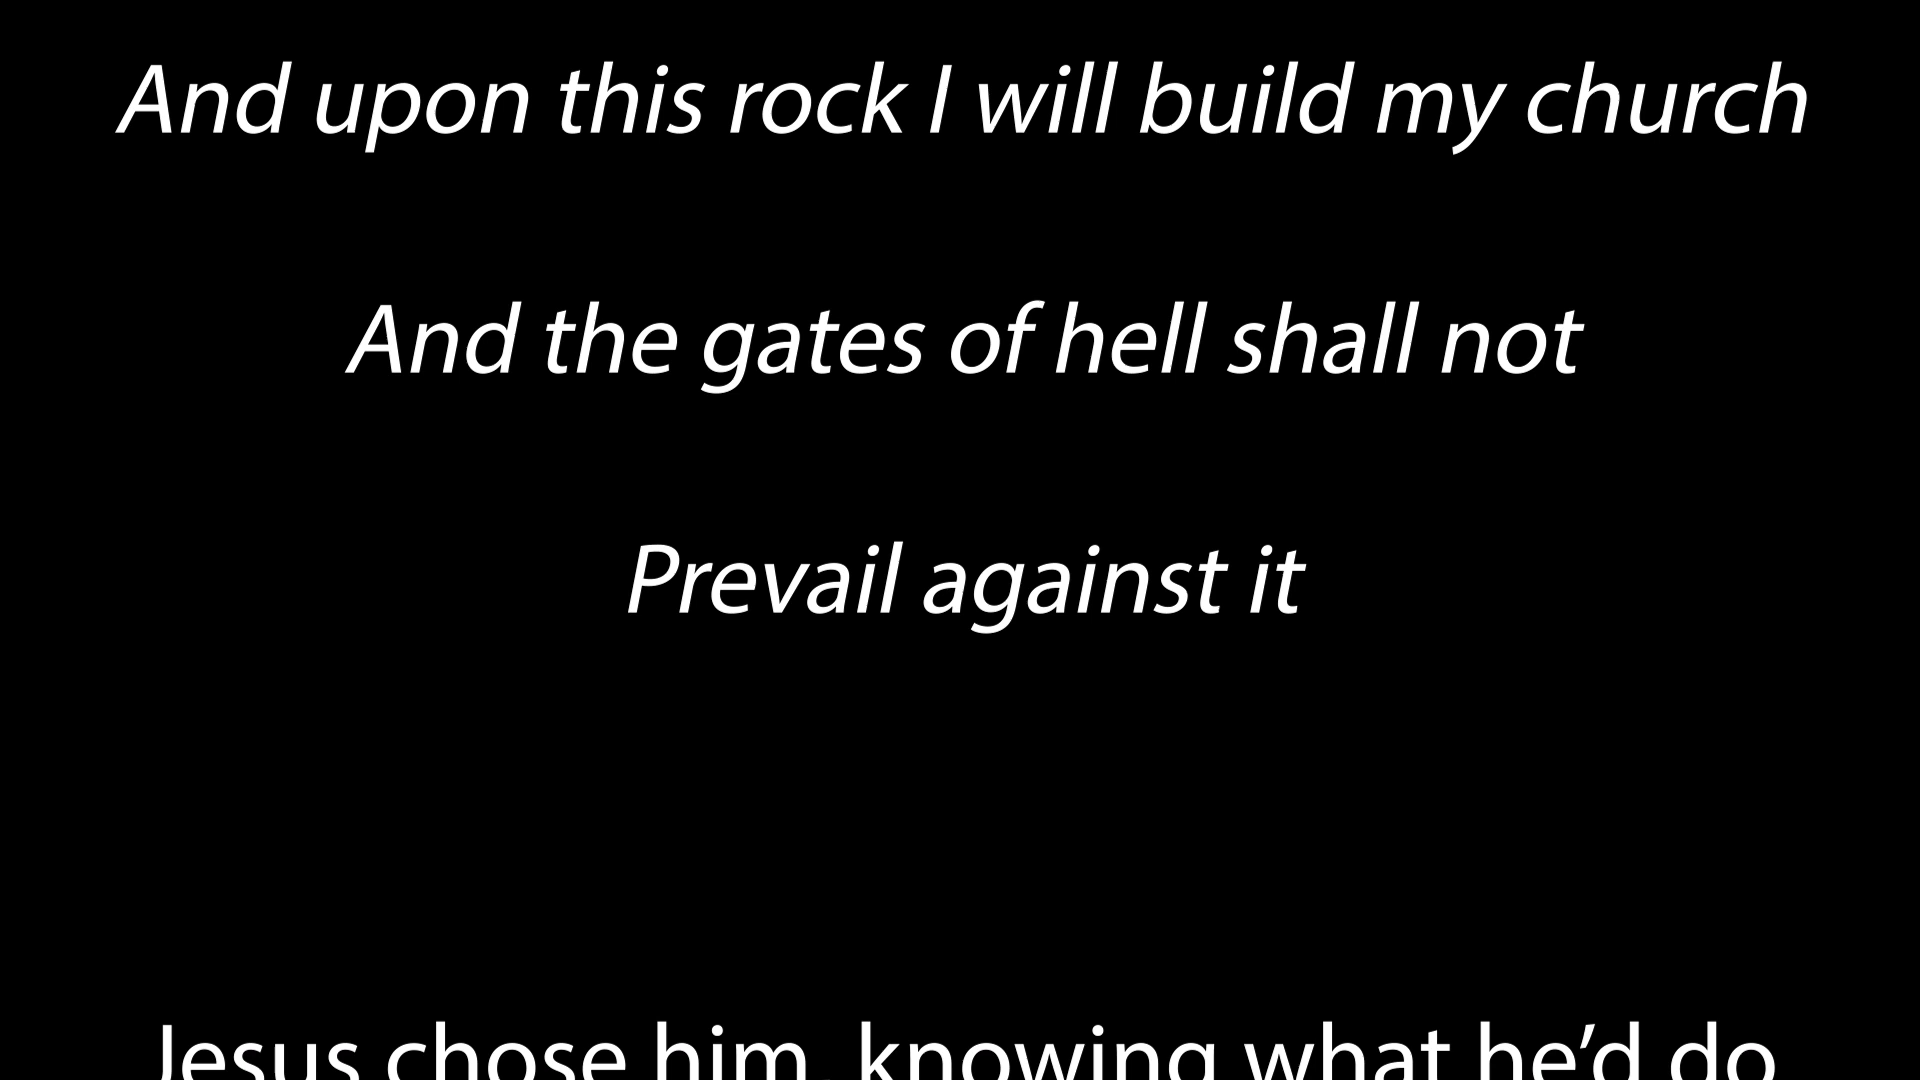 And upon this rock I will build my church
And the gates of hell shall not
Prevail against it
Jesus chose him, knowing what he’d do